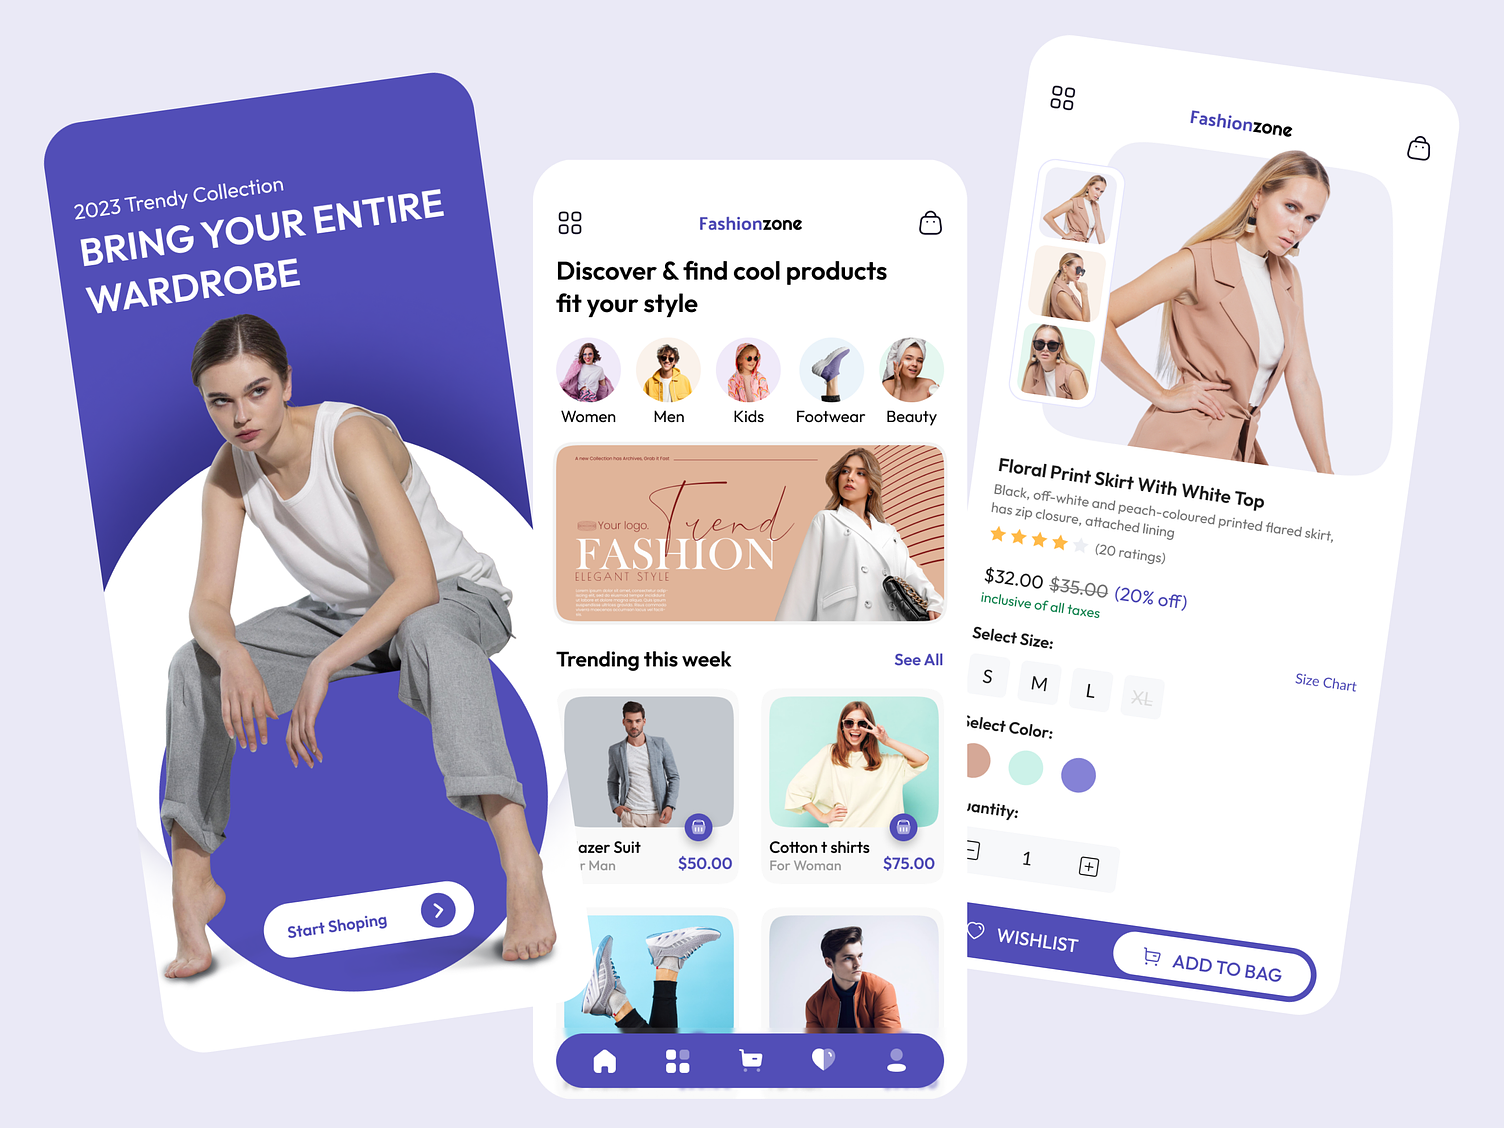 2023 Trendy Collection
BRING YOUR ENTIRE
WARDROBE
Start Shoping
Fashionzone
Discover & find cool products
fit your style
Women
Men
Kids
Footwear
Beauty
A new Collection has Archives, Grab it Fast
Your logo.
Trend
FASHION
ELEGANT STYLE
Trending this week
See All
azer Suit
r Man
$50.00
Cotton t shirts
For Woman
$75.00
Fashionzone
Floral Print Skirt With White Top
Black, off-white and peach-coloured printed flared skirt,
has zip closure, attached lining
(20 ratings)
$32.00 $35.00 (20% off)
inclusive of all taxes
Select Size:
S M L XL
Size Chart
Select Color:
uantity:
1
WISHLIST
ADD TO BAG